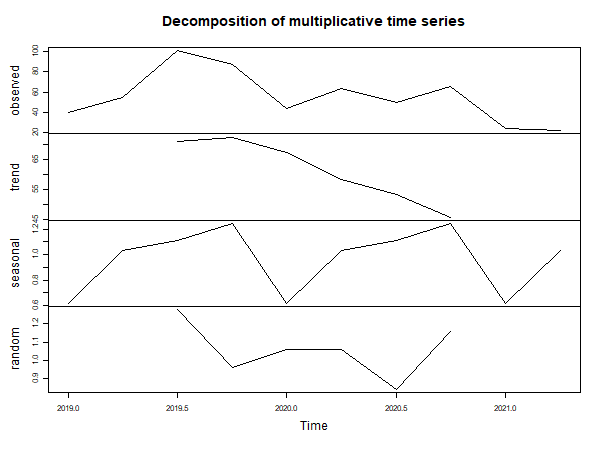 Decomposition of multiplicative time series
observed
20 40 60 80 100
trend
45 55 65
seasonal
0.6 0.8 1.0 1.2
random
0.9 1.0 1.1 1.2
2019.0 2019.5 2020.0 2020.5 2021.0
Time